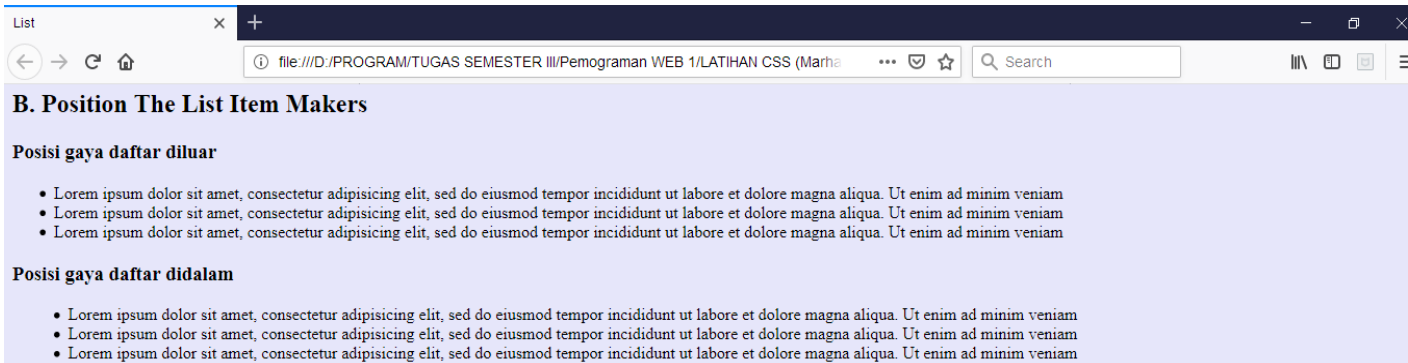 List
file:///D:/PROGRAM/TUGAS SEMESTER III/Pemograman WEB 1/LATIHAN CSS (Marha
Search
B. Position The List Item Makers
Posisi gaya daftar diluar
• Lorem ipsum dolor sit amet, consectetur adipisicing elit, sed do eiusmod tempor incididunt ut labore et dolore magna aliqua. Ut enim ad minim veniam
• Lorem ipsum dolor sit amet, consectetur adipisicing elit, sed do eiusmod tempor incididunt ut labore et dolore magna aliqua. Ut enim ad minim veniam
• Lorem ipsum dolor sit amet, consectetur adipisicing elit, sed do eiusmod tempor incididunt ut labore et dolore magna aliqua. Ut enim ad minim veniam
Posisi gaya daftar didalam
• Lorem ipsum dolor sit amet, consectetur adipisicing elit, sed do eiusmod tempor incididunt ut labore et dolore magna aliqua. Ut enim ad minim veniam
• Lorem ipsum dolor sit amet, consectetur adipisicing elit, sed do eiusmod tempor incididunt ut labore et dolore magna aliqua. Ut enim ad minim veniam
• Lorem ipsum dolor sit amet, consectetur adipisicing elit, sed do eiusmod tempor incididunt ut labore et dolore magna aliqua. Ut enim ad minim veniam